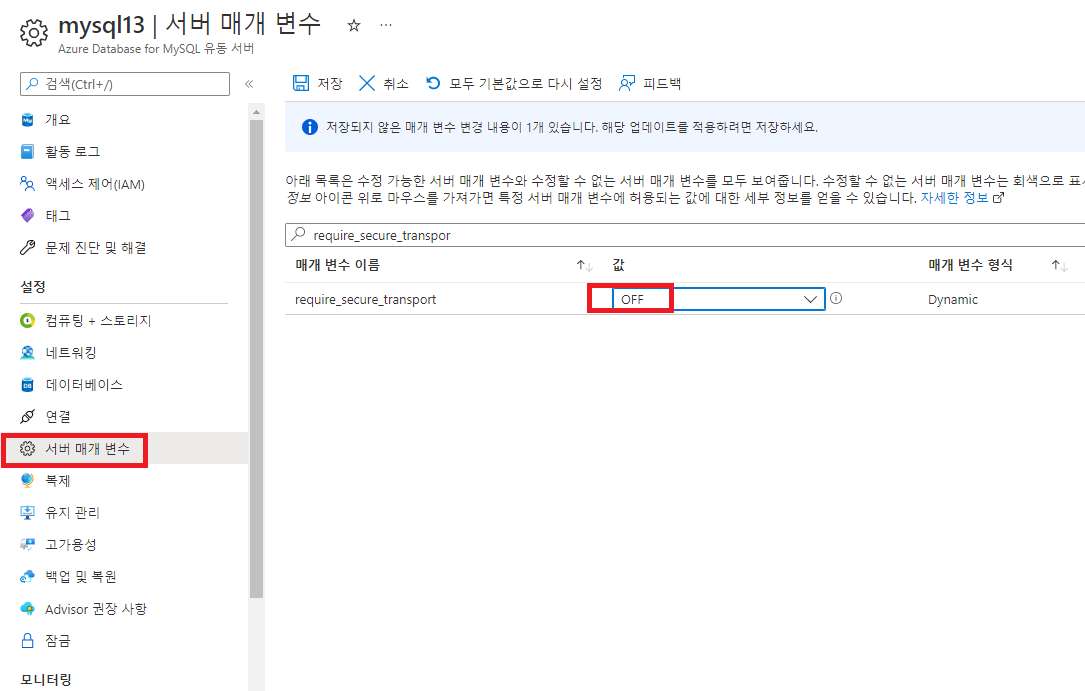 mysql13 | 서버 매개 변수
Azure Database for MySQL 유동 서버
검색(Ctrl+/)
개요
활동 로그
액세스 제어(IAM)
태그
문제 진단 및 해결
설정
컴퓨팅 + 스토리지
네트워킹
데이터베이스
연결
서버 매개 변수
복제
유지 관리
고가용성
백업 및 복원
Advisor 권장 사항
잠금
모니터링
저장 취소 모두 기본값으로 다시 설정 피드백
저장되지 않은 매개 변수 변경 내용이 1개 있습니다. 해당 업데이트를 적용하려면 저장하세요.
아래 목록은 수정 가능한 서버 매개 변수와 수정할 수 없는 서버 매개 변수를 모두 보여줍니다. 수정할 수 없는 서버 매개 변수는 회색으로 표시
정보 아이콘 위로 마우스를 가져가면 특정 서버 매개 변수에 허용되는 값에 대한 세부 정보를 얻을 수 있습니다. 자세한 정보
require_secure_transpor
매개 변수 이름 값 매개 변수 형식
require_secure_transport OFF Dynamic